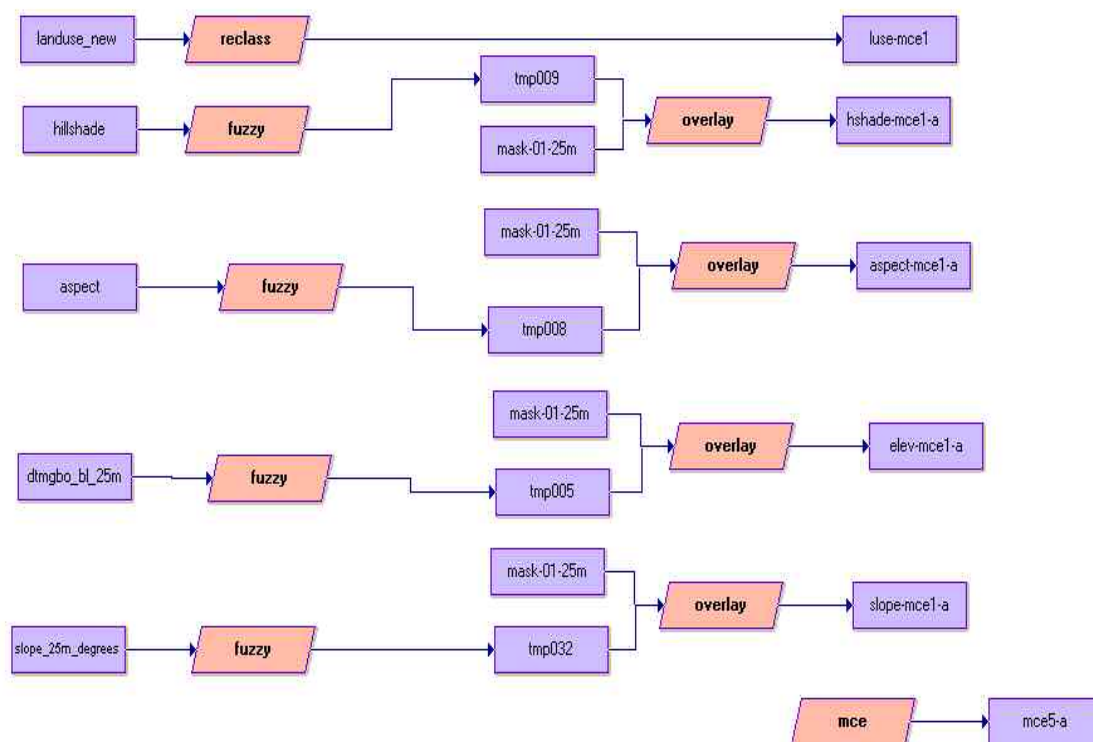 landuse_new
reclass
luse-mce1
hillshade
fuzzy
tmp009
mask-01-25m
overlay
hshade-mce1-a
aspect
fuzzy
mask-01-25m
tmp008
overlay
aspect-mce1-a
dtmgbo_bl_25m
fuzzy
mask-01-25m
tmp005
overlay
elev-mce1-a
slope_25m_degrees
fuzzy
mask-01-25m
tmp032
overlay
slope-mce1-a
mce
mce5-a